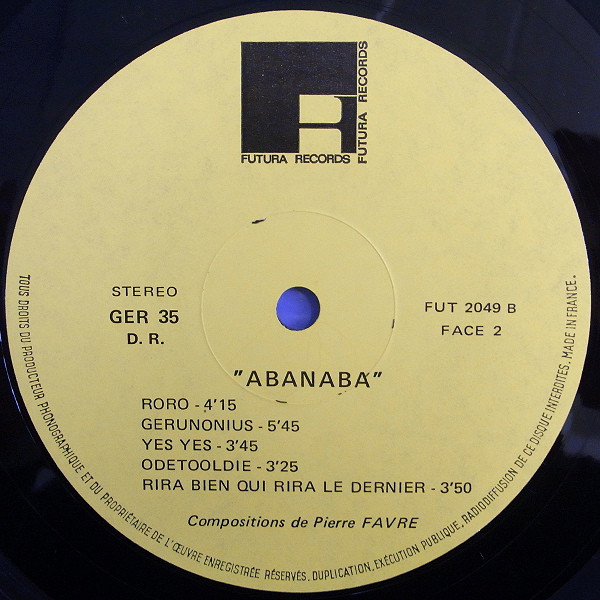 FUTURA RECORDS
FUTURA RECORDS
STEREO
GER 35
D. R.
FUT 2049 B
FACE 2
"ABANABA"
RORO - 4'15
GERUNONIUS - 5'45
YES YES - 3'45
ODETOOLDIE - 3'25
RIRA BIEN QUI RIRA LE DERNIER - 3'50
Compositions de Pierre FAVRE
TOUS DROITS DU PRODUCTEUR PHONOGRAPHIQUE ET DU PROPRIÉTAIRE DE L'ŒUVRE ENREGISTRÉE RÉSERVÉS, DUPLICATION, EXÉCUTION PUBLIQUE, RADIODIFFUSION DE CE DISQUE INTERDITES. MADE IN FRANCE.